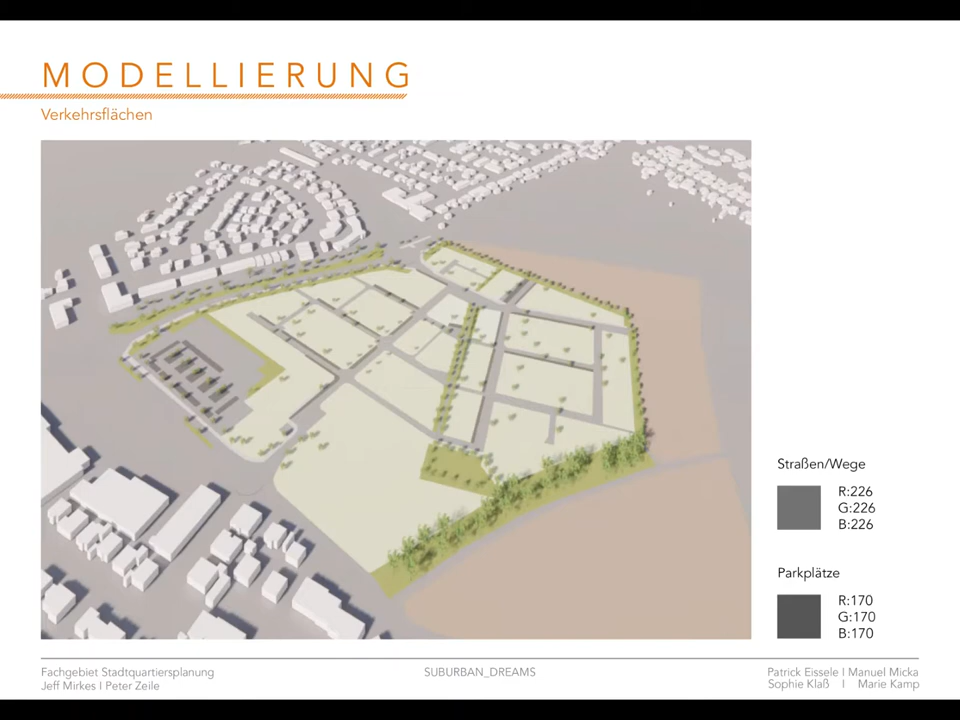 MODELLIERUNG
Verkehrsflächen
Straßen/Wege
R:226
G:226
B:226
Parkplätze
R:170
G:170
B:170
Fachgebiet Stadtquartiersplanung
Jeff Mirkes I Peter Zeile
SUBURBAN_DREAMS
Patrick Eissele I Manuel Micka
Sophie Klaß I Marie Kamp